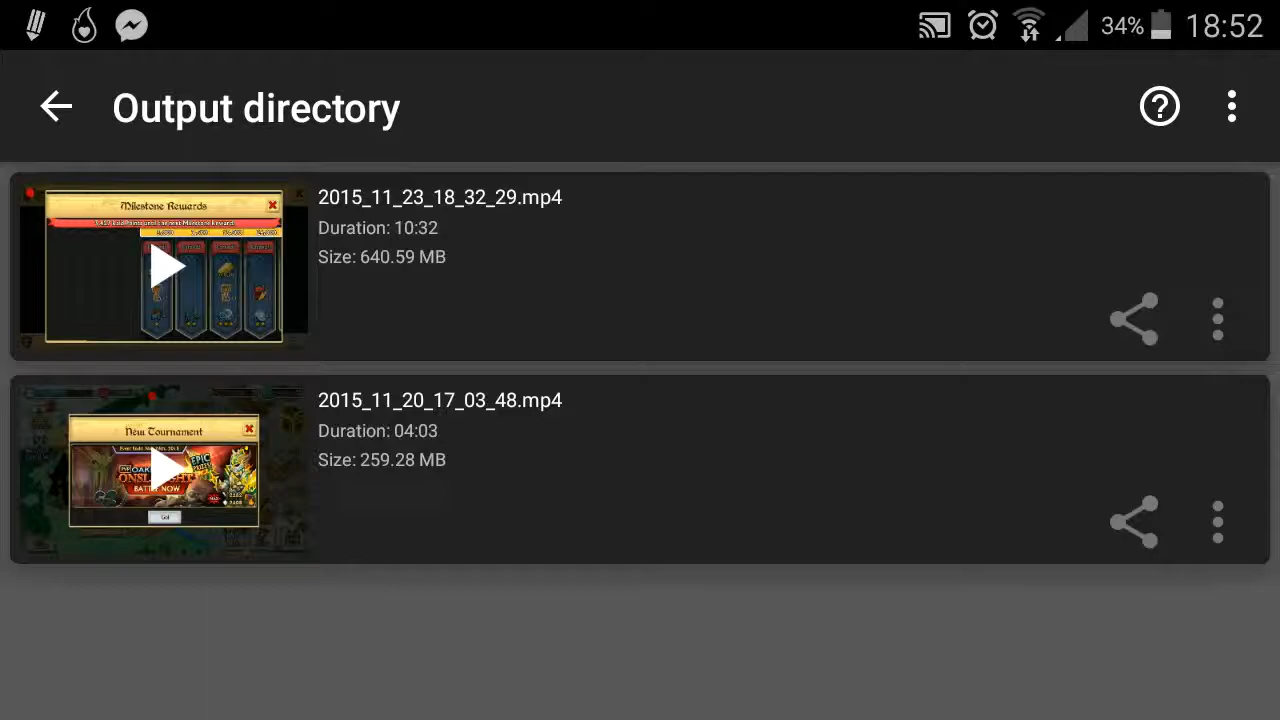 34% 18:52
Output directory
2015_11_23_18_32_29.mp4
Duration: 10:32
Size: 640.59 MB
Milestone Rewards
2015_11_20_17_03_48.mp4
Duration: 04:03
Size: 259.28 MB
New Tournament
BATTLE NOW
Go!